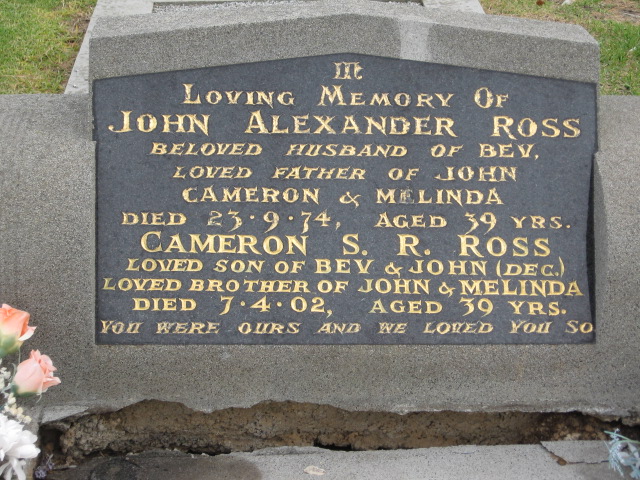 In
Loving Memory Of
John Alexander Ross
Beloved Husband of Bev,
Loved Father of John
Cameron & Melinda
Died 23·9·74, Aged 39 yrs.
Cameron S. R. Ross
Loved son of Bev & John (Dec.)
Loved brother of John & Melinda
Died 7·4·02, Aged 39 yrs.
You were ours and we loved you so